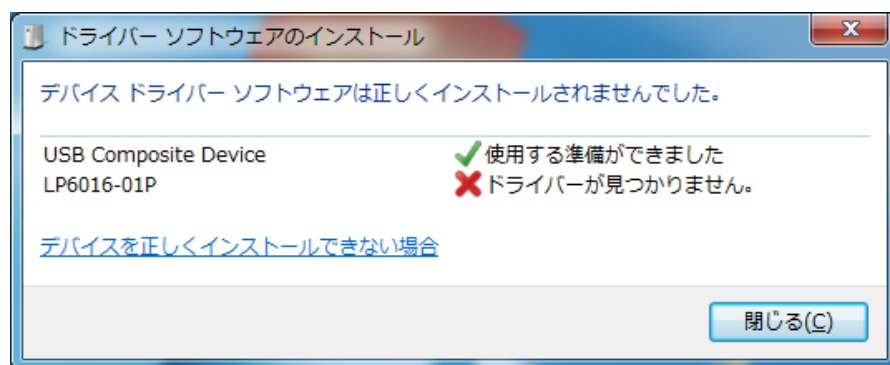 ドライバー ソフトウェアのインストール
デバイス ドライバー ソフトウェアは正しくインストールされませんでした。
USB Composite Device 使用する準備ができました
LP6016-01P ドライバーが見つかりません。
デバイスを正しくインストールできない場合
閉じる(C)